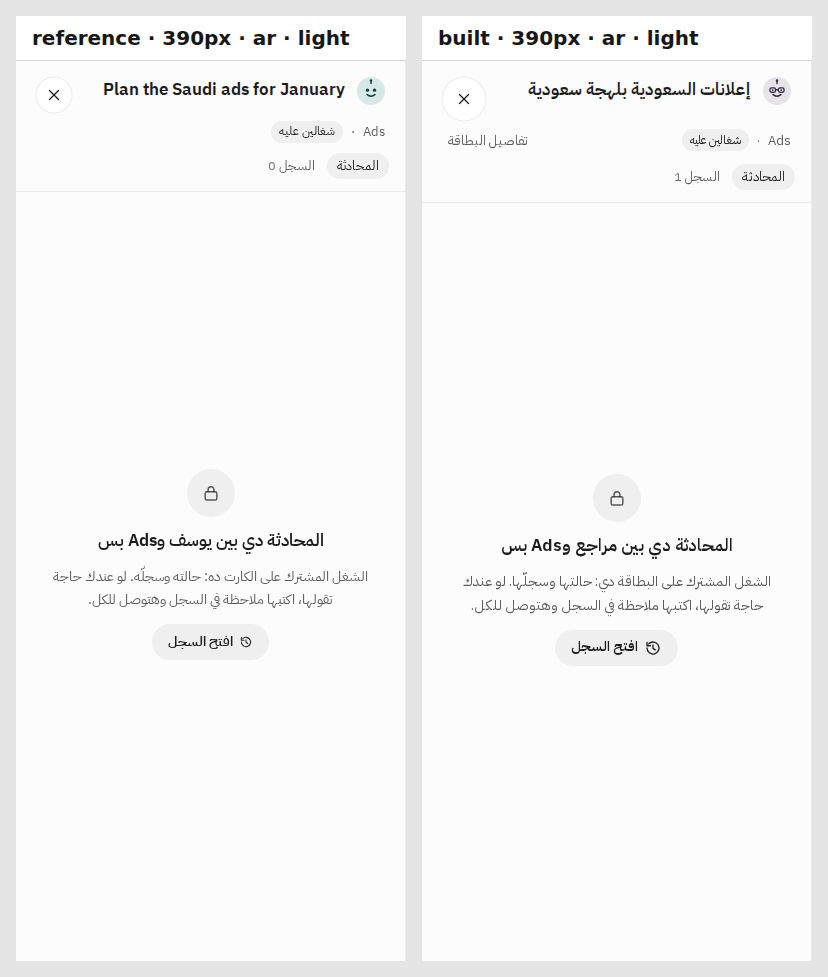 reference · 390px · ar · light
Plan the Saudi ads for January
Ads · شغالين عليه
المحادثة السجل 0
المحادثة دي بين يوسف وAds بس
الشغل المشترك على الكارت ده: حالته وسجلّه. لو عندك حاجة
تقولها، اكتبها ملاحظة في السجل وهتوصل للكل.
افتح السجل
built · 390px · ar · light
إعلانات السعودية بلهجة سعودية
Ads · شغالين عليه تفاصيل البطاقة
المحادثة السجل 1
المحادثة دي بين مراجع وAds بس
الشغل المشترك على البطاقة دي: حالتها وسجلّها. لو عندك
حاجة تقولها، اكتبها ملاحظة في السجل وهتوصل للكل.
افتح السجل